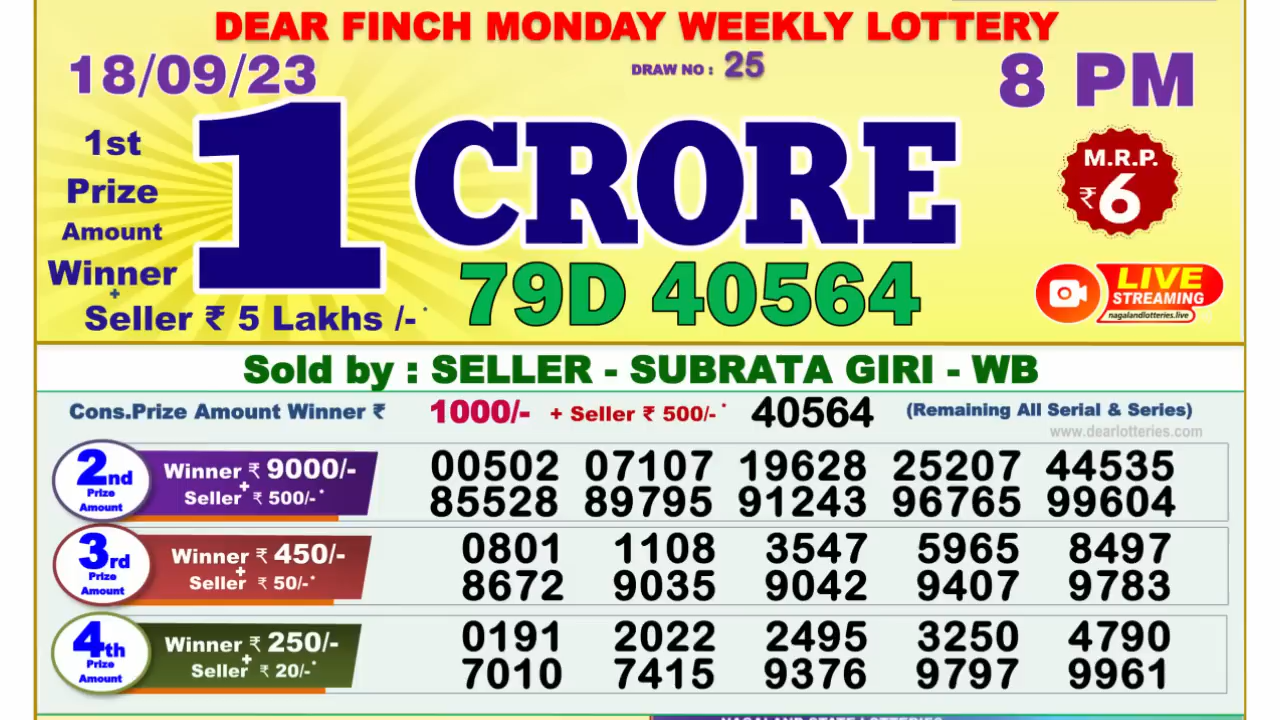 DEAR FINCH MONDAY WEEKLY LOTTERY
18/09/23
DRAW NO : 25
8 PM
1st
Prize
Amount
Winner
+
Seller ₹ 5 Lakhs /-*
1 CRORE
79D 40564
M.R.P.
₹6
LIVE
STREAMING
nagalandlotteries.live
Sold by : SELLER - SUBRATA GIRI - WB
Cons.Prize Amount Winner ₹ 1000/- + Seller ₹ 500/-* 40564 (Remaining All Serial & Series)
www.dearlotteries.com
2nd
Prize
Amount
Winner ₹ 9000/-
+
Seller ₹ 500/-*
00502 07107 19628 25207 44535
85528 89795 91243 96765 99604
3rd
Prize
Amount
Winner ₹ 450/-
+
Seller ₹ 50/-*
0801 1108 3547 5965 8497
8672 9035 9042 9407 9783
4th
Prize
Amount
Winner ₹ 250/-
+
Seller ₹ 20/-*
0191 2022 2495 3250 4790
7010 7415 9376 9797 9961
NAGALAND STATE LOTTERIES